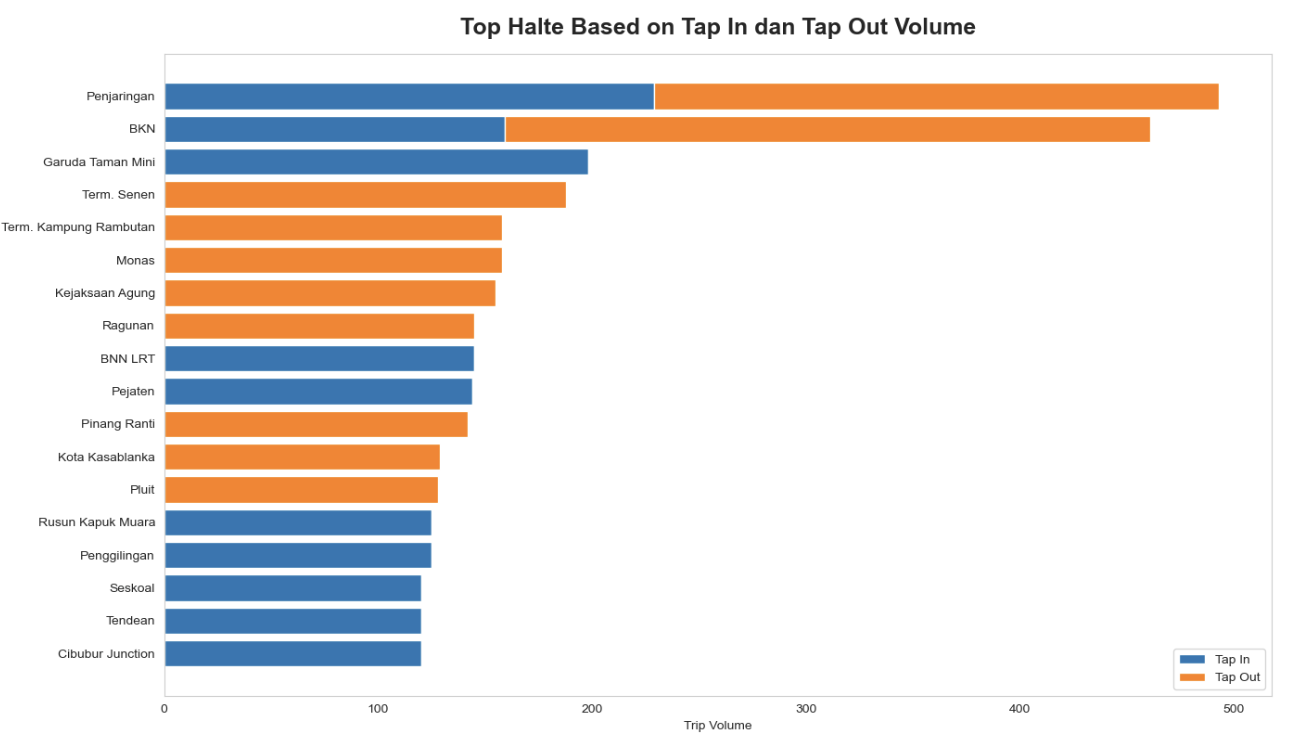 Top Halte Based on Tap In dan Tap Out Volume
Penjaringan
BKN
Garuda Taman Mini
Term. Senen
Term. Kampung Rambutan
Monas
Kejaksaan Agung
Ragunan
BNN LRT
Pejaten
Pinang Ranti
Kota Kasablanka
Pluit
Rusun Kapuk Muara
Penggilingan
Seskoal
Tendean
Cibubur Junction
Tap In
Tap Out
0 100 200 300 400 500
Trip Volume